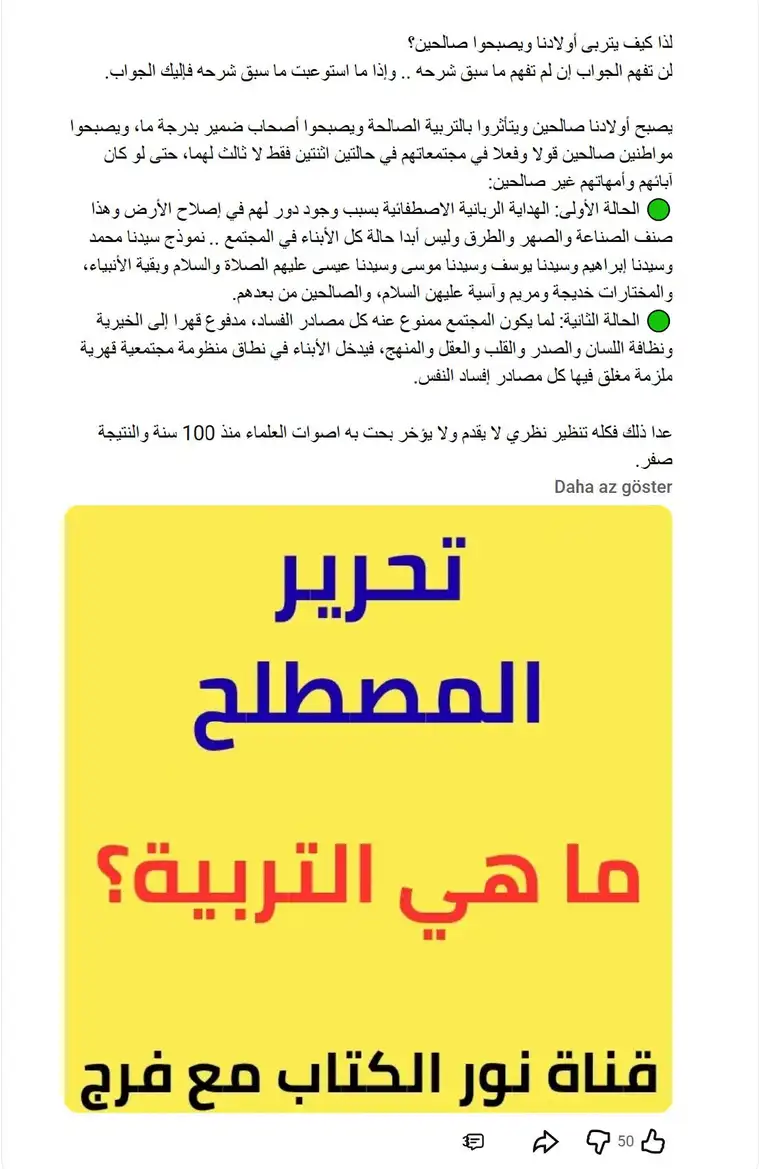 لذا كيف يتربى أولادنا ويصبحوا صالحين؟
لن تفهم الجواب إن لم تفهم ما سبق شرحه .. وإذا ما استوعبت ما سبق شرحه فإليك الجواب.
يصبح أولادنا صالحين ويتأثروا بالتربية الصالحة ويصبحوا أصحاب ضمير بدرجة ما، ويصبحوا
مواطنين صالحين قولا وفعلا في مجتمعاتهم في حالتين اثنتين فقط لا ثالث لهما، حتى لو كان
آبائهم وأمهاتهم غير صالحين:
🟢 الحالة الأولى: الهداية الربانية الاصطفائية بسبب وجود دور لهم في إصلاح الأرض وهذا
صنف الصناعة والصهر والطرق وليس أبدا حالة كل الأبناء في المجتمع .. نموذج سيدنا محمد
وسيدنا إبراهيم وسيدنا يوسف وسيدنا موسى وسيدنا عيسى عليهم الصلاة والسلام وبقية الأنبياء،
والمختارات خديجة ومريم وآسية عليهن السلام، والصالحين من بعدهم.
🟢 الحالة الثانية: لما يكون المجتمع ممنوع عنه كل مصادر الفساد، مدفوع قهرا إلى الخيرية
ونظافة اللسان والصدر والقلب والعقل والمنهج، فيدخل الأبناء في نطاق منظومة مجتمعية قهرية
ملزمة مغلق فيها كل مصادر إفساد النفس.
عدا ذلك فكله تنظير نظري لا يقدم ولا يؤخر بحت به اصوات العلماء منذ 100 سنة والنتيجة
صفر.
Daha az göster
تحرير
المصطلح
ما هي التربية؟
قناة نور الكتاب مع فرج
50
3